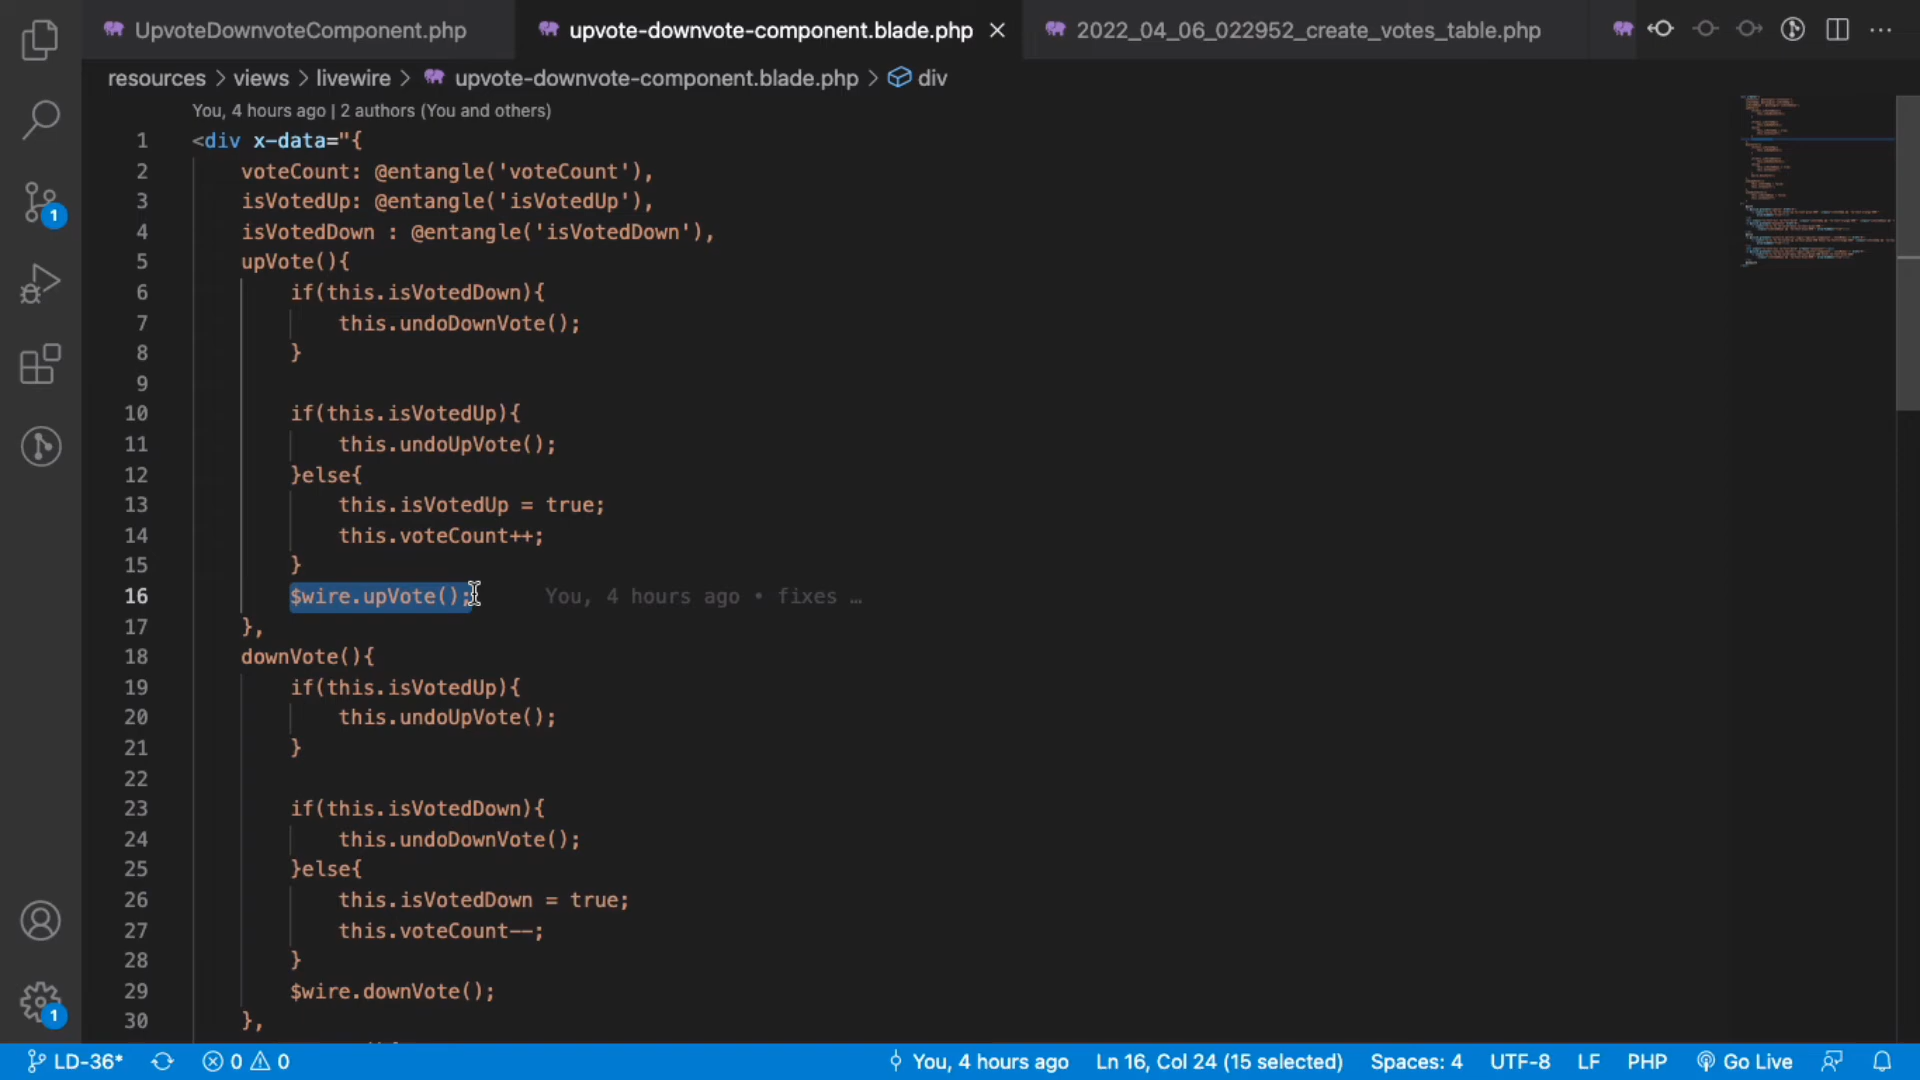 UpvoteDownvoteComponent.php
upvote-downvote-component.blade.php
2022_04_06_022952_create_votes_table.php
resources > views > livewire > upvote-downvote-component.blade.php > div
You, 4 hours ago | 2 authors (You and others)
1 <div x-data="{
2 voteCount: @entangle('voteCount'),
3 isVotedUp: @entangle('isVotedUp'),
4 isVotedDown : @entangle('isVotedDown'),
5 upVote(){
6 if(this.isVotedDown){
7 this.undoDownVote();
8 }
9
10 if(this.isVotedUp){
11 this.undoUpVote();
12 }else{
13 this.isVotedUp = true;
14 this.voteCount++;
15 }
16 $wire.upVote(); You, 4 hours ago • fixes …
17 },
18 downVote(){
19 if(this.isVotedUp){
20 this.undoUpVote();
21 }
22
23 if(this.isVotedDown){
24 this.undoDownVote();
25 }else{
26 this.isVotedDown = true;
27 this.voteCount--;
28 }
29 $wire.downVote();
30 },
1
1
LD-36* 0 0 You, 4 hours ago Ln 16, Col 24 (15 selected) Spaces: 4 UTF-8 LF PHP Go Live